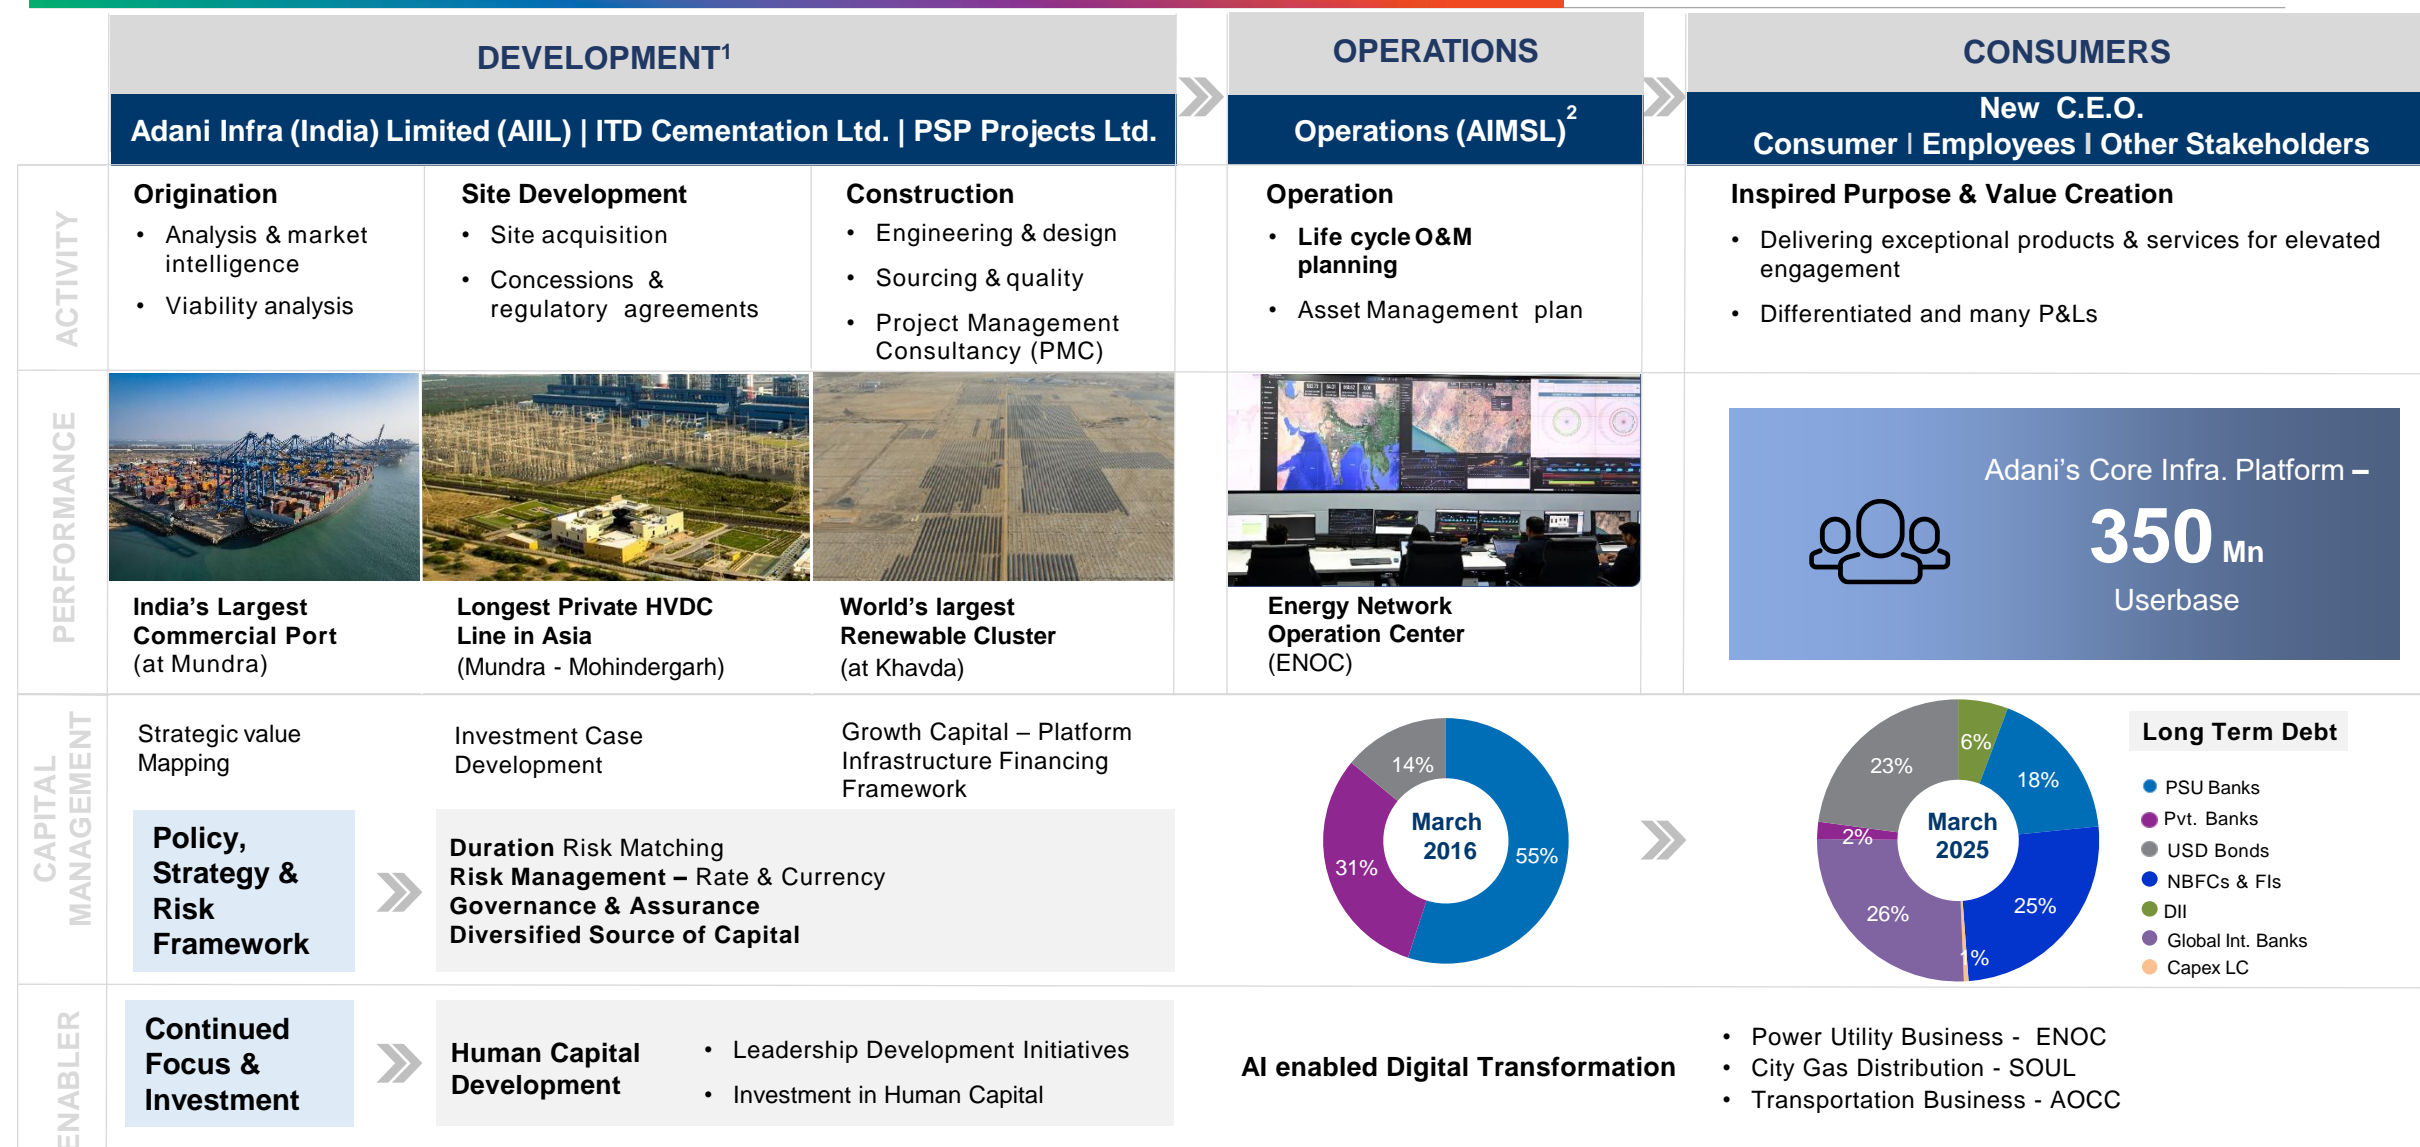 DEVELOPMENT1
OPERATIONS
CONSUMERS
Adani Infra (India) Limited (AIIL) | ITD Cementation Ltd. | PSP Projects Ltd.
Operations (AIMSL)2
New C.E.O.
Consumer I Employees I Other Stakeholders
ACTIVITY
Origination
• Analysis & market
intelligence
• Viability analysis
Site Development
• Site acquisition
• Concessions &
regulatory agreements
Construction
• Engineering & design
• Sourcing & quality
• Project Management
Consultancy (PMC)
Operation
• Life cycle O&M
planning
• Asset Management plan
Inspired Purpose & Value Creation
• Delivering exceptional products & services for elevated
engagement
• Differentiated and many P&Ls
PERFORMANCE
India's Largest
Commercial Port
(at Mundra)
Longest Private HVDC
Line in Asia
(Mundra - Mohindergarh)
World's largest
Renewable Cluster
(at Khavda)
Energy Network
Operation Center
(ENOC)
Adani's Core Infra. Platform –
350 Mn
Userbase
CAPITAL
MANAGEMENT
Strategic value
Mapping
Investment Case
Development
Growth Capital – Platform
Infrastructure Financing
Framework
Policy,
Strategy &
Risk
Framework
Duration Risk Matching
Risk Management – Rate & Currency
Governance & Assurance
Diversified Source of Capital
14%
31%
55%
March
2016
6%
18%
23%
2%
26%
25%
1%
March
2025
Long Term Debt
PSU Banks
Pvt. Banks
USD Bonds
NBFCs & FIs
DII
Global Int. Banks
Capex LC
ENABLER
Continued
Focus &
Investment
Human Capital
Development
• Leadership Development Initiatives
• Investment in Human Capital
AI enabled Digital Transformation
• Power Utility Business - ENOC
• City Gas Distribution - SOUL
• Transportation Business - AOCC